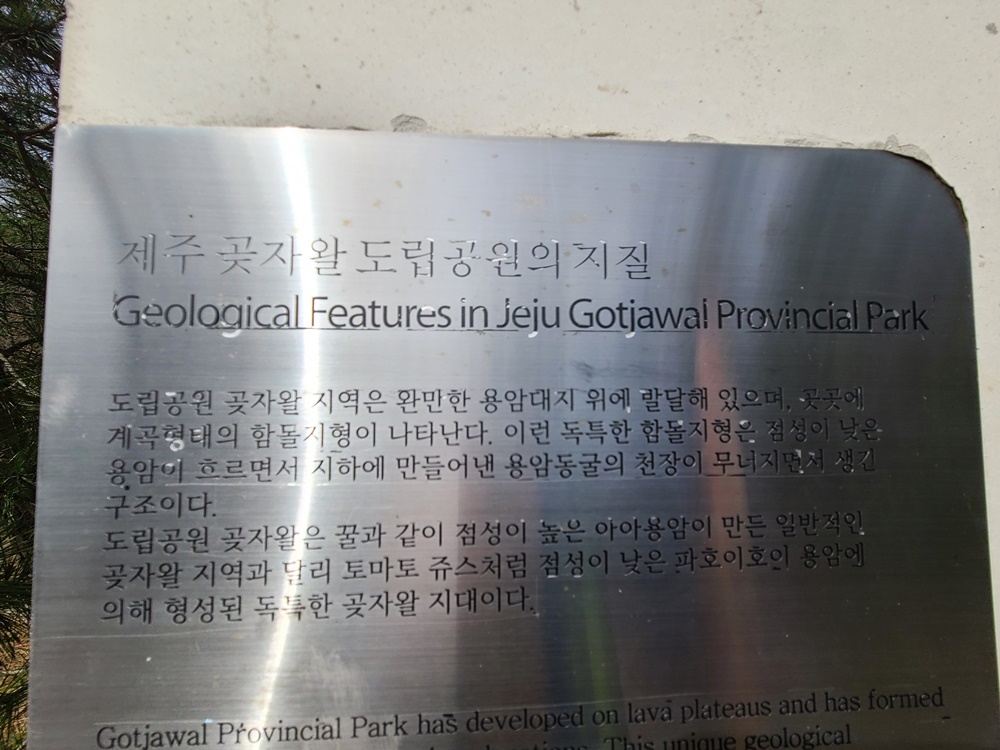 제주 곶자왈 도립공원의 지질
Geological Features in Jeju Gotjawal Provincial Park
도립공원 곶자왈 지역은 완만한 용암대지 위에 발달해 있으며, 곳곳에
계곡형태의 함몰지형이 나타난다. 이런 독특한 함몰지형은 점성이 낮은
용암이 흐르면서 지하에 만들어낸 용암동굴의 천장이 무너지면서 생긴
구조이다.
도립공원 곶자왈은 꿀과 같이 점성이 높은 아아용암이 만든 일반적인
곶자왈 지역과 달리 토마토 쥬스처럼 점성이 낮은 파호이호이 용암에
의해 형성된 독특한 곶자왈 지대이다.
Gotjawal Provincial Park has developed on lava plateaus and has formed
This unique geological